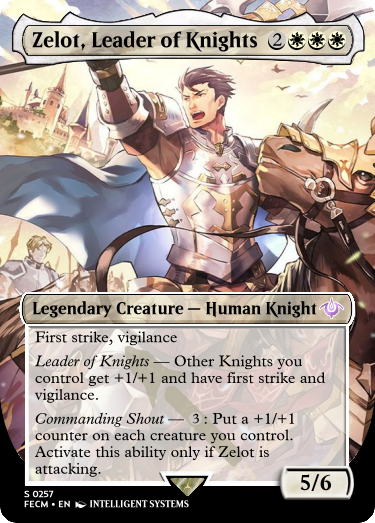 Zelot, Leader of Knights 2
Legendary Creature — Human Knight
First strike, vigilance
Leader of Knights — Other Knights you
control get +1/+1 and have first strike and
vigilance.
Commanding Shout — 3 : Put a +1/+1
counter on each creature you control.
Activate this ability only if Zelot is
attacking.
5/6
S 0257
FECM • EN INTELLIGENT SYSTEMS